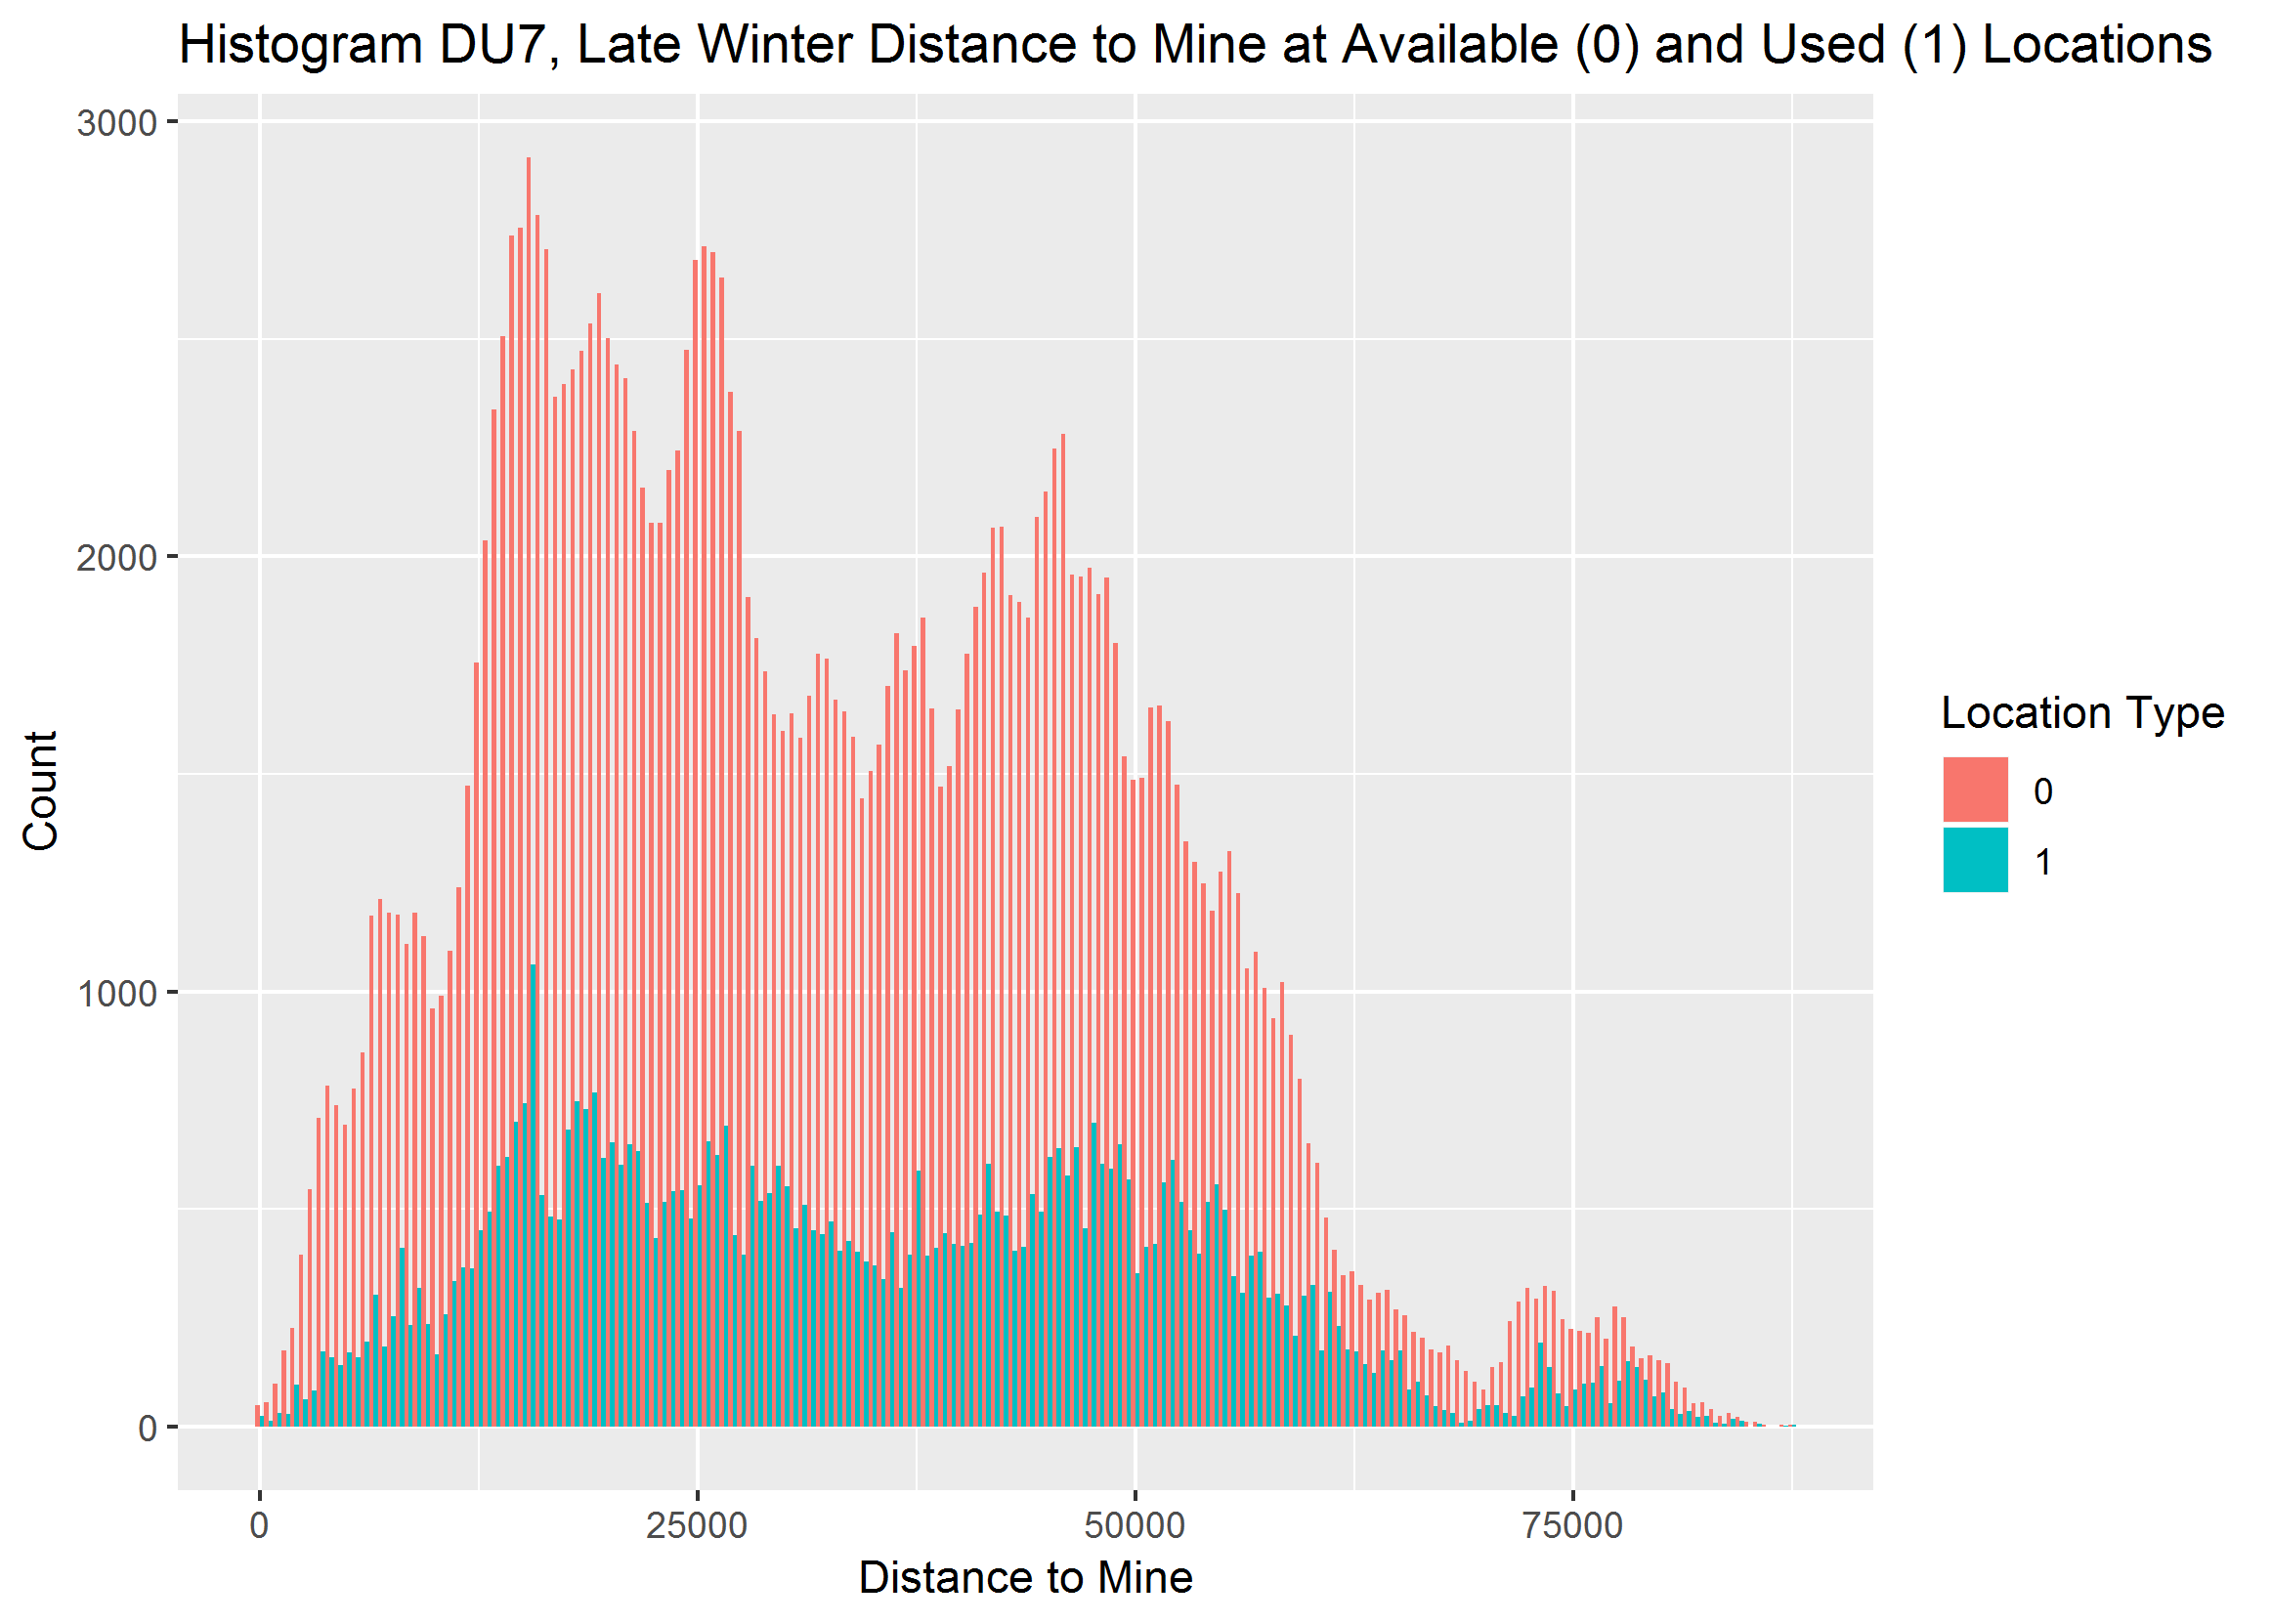 Histogram DU7, Late Winter Distance to Mine at Available (0) and Used (1) Locations
3000
2000
1000
0
Count
0 25000 50000 75000
Distance to Mine
Location Type
0
1